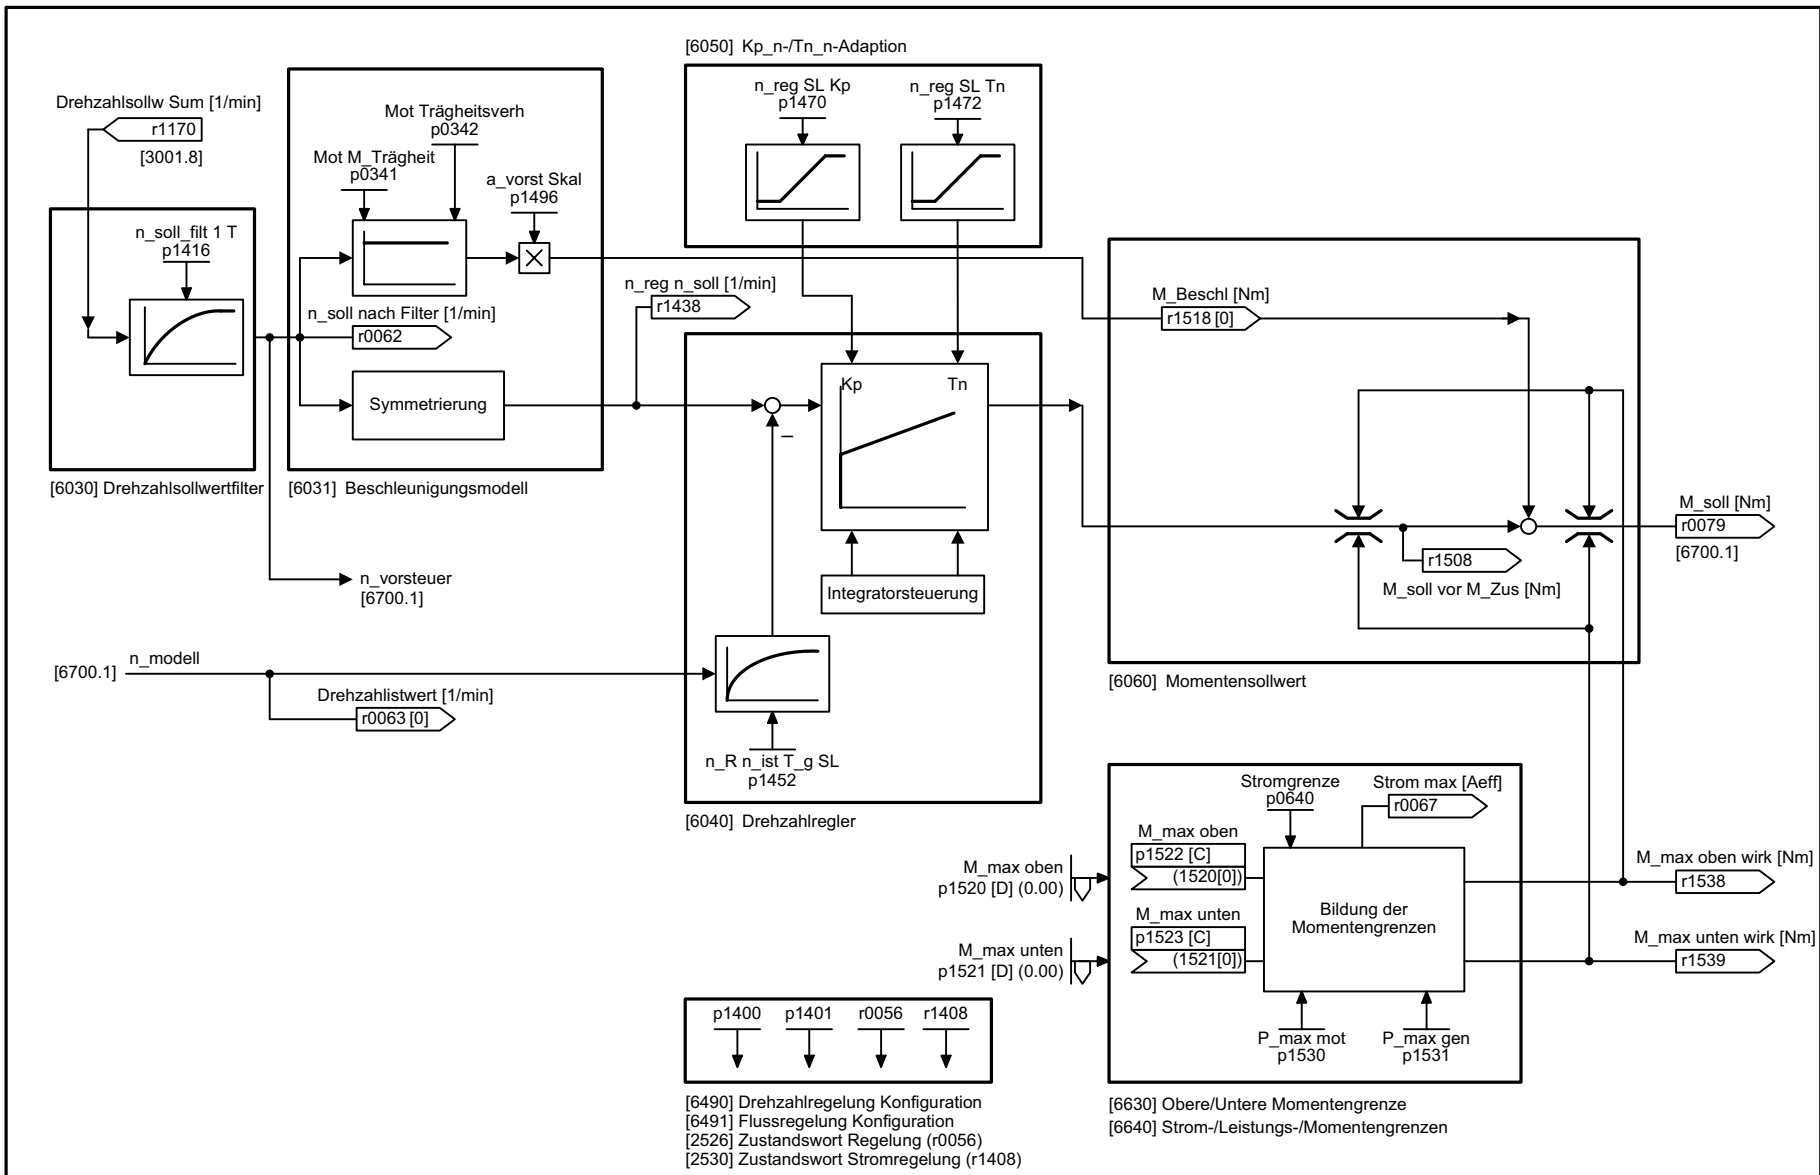 [6050] Kp_n-/Tn_n-Adaption
n_reg SL Kp
p1470
n_reg SL Tn
p1472
Drehzahlsollw Sum [1/min]
r1170
[3001.8]
Mot Trägheitsverh
p0342
Mot M_Trägheit
p0341
a_vorst Skal
p1496
n_soll_filt 1 T
p1416
n_soll nach Filter [1/min]
r0062
Symmetrierung
[6030] Drehzahlsollwertfilter
[6031] Beschleunigungsmodell
n_reg n_soll [1/min]
r1438
Kp
Tn
Integratorsteuerung
n_vorsteuer
[6700.1]
[6700.1]
n_modell
Drehzahlistwert [1/min]
r0063 [0]
n_R n_ist T_g SL
p1452
[6040] Drehzahlregler
M_Beschl [Nm]
r1518 [0]
r1508
M_soll vor M_Zus [Nm]
M_soll [Nm]
r0079
[6700.1]
[6060] Momentensollwert
Stromgrenze
p0640
Strom max [Aeff]
r0067
M_max oben
p1520 [D] (0.00)
M_max oben
p1522 [C]
(1520[0])
M_max unten
p1521 [D] (0.00)
M_max unten
p1523 [C]
(1521[0])
Bildung der
Momentengrenzen
M_max oben wirk [Nm]
r1538
M_max unten wirk [Nm]
r1539
P_max mot
p1530
P_max gen
p1531
[6630] Obere/Untere Momentengrenze
[6640] Strom-/Leistungs-/Momentengrenzen
p1400
p1401
r0056
r1408
[6490] Drehzahlregelung Konfiguration
[6491] Flussregelung Konfiguration
[2526] Zustandswort Regelung (r0056)
[2530] Zustandswort Stromregelung (r1408)